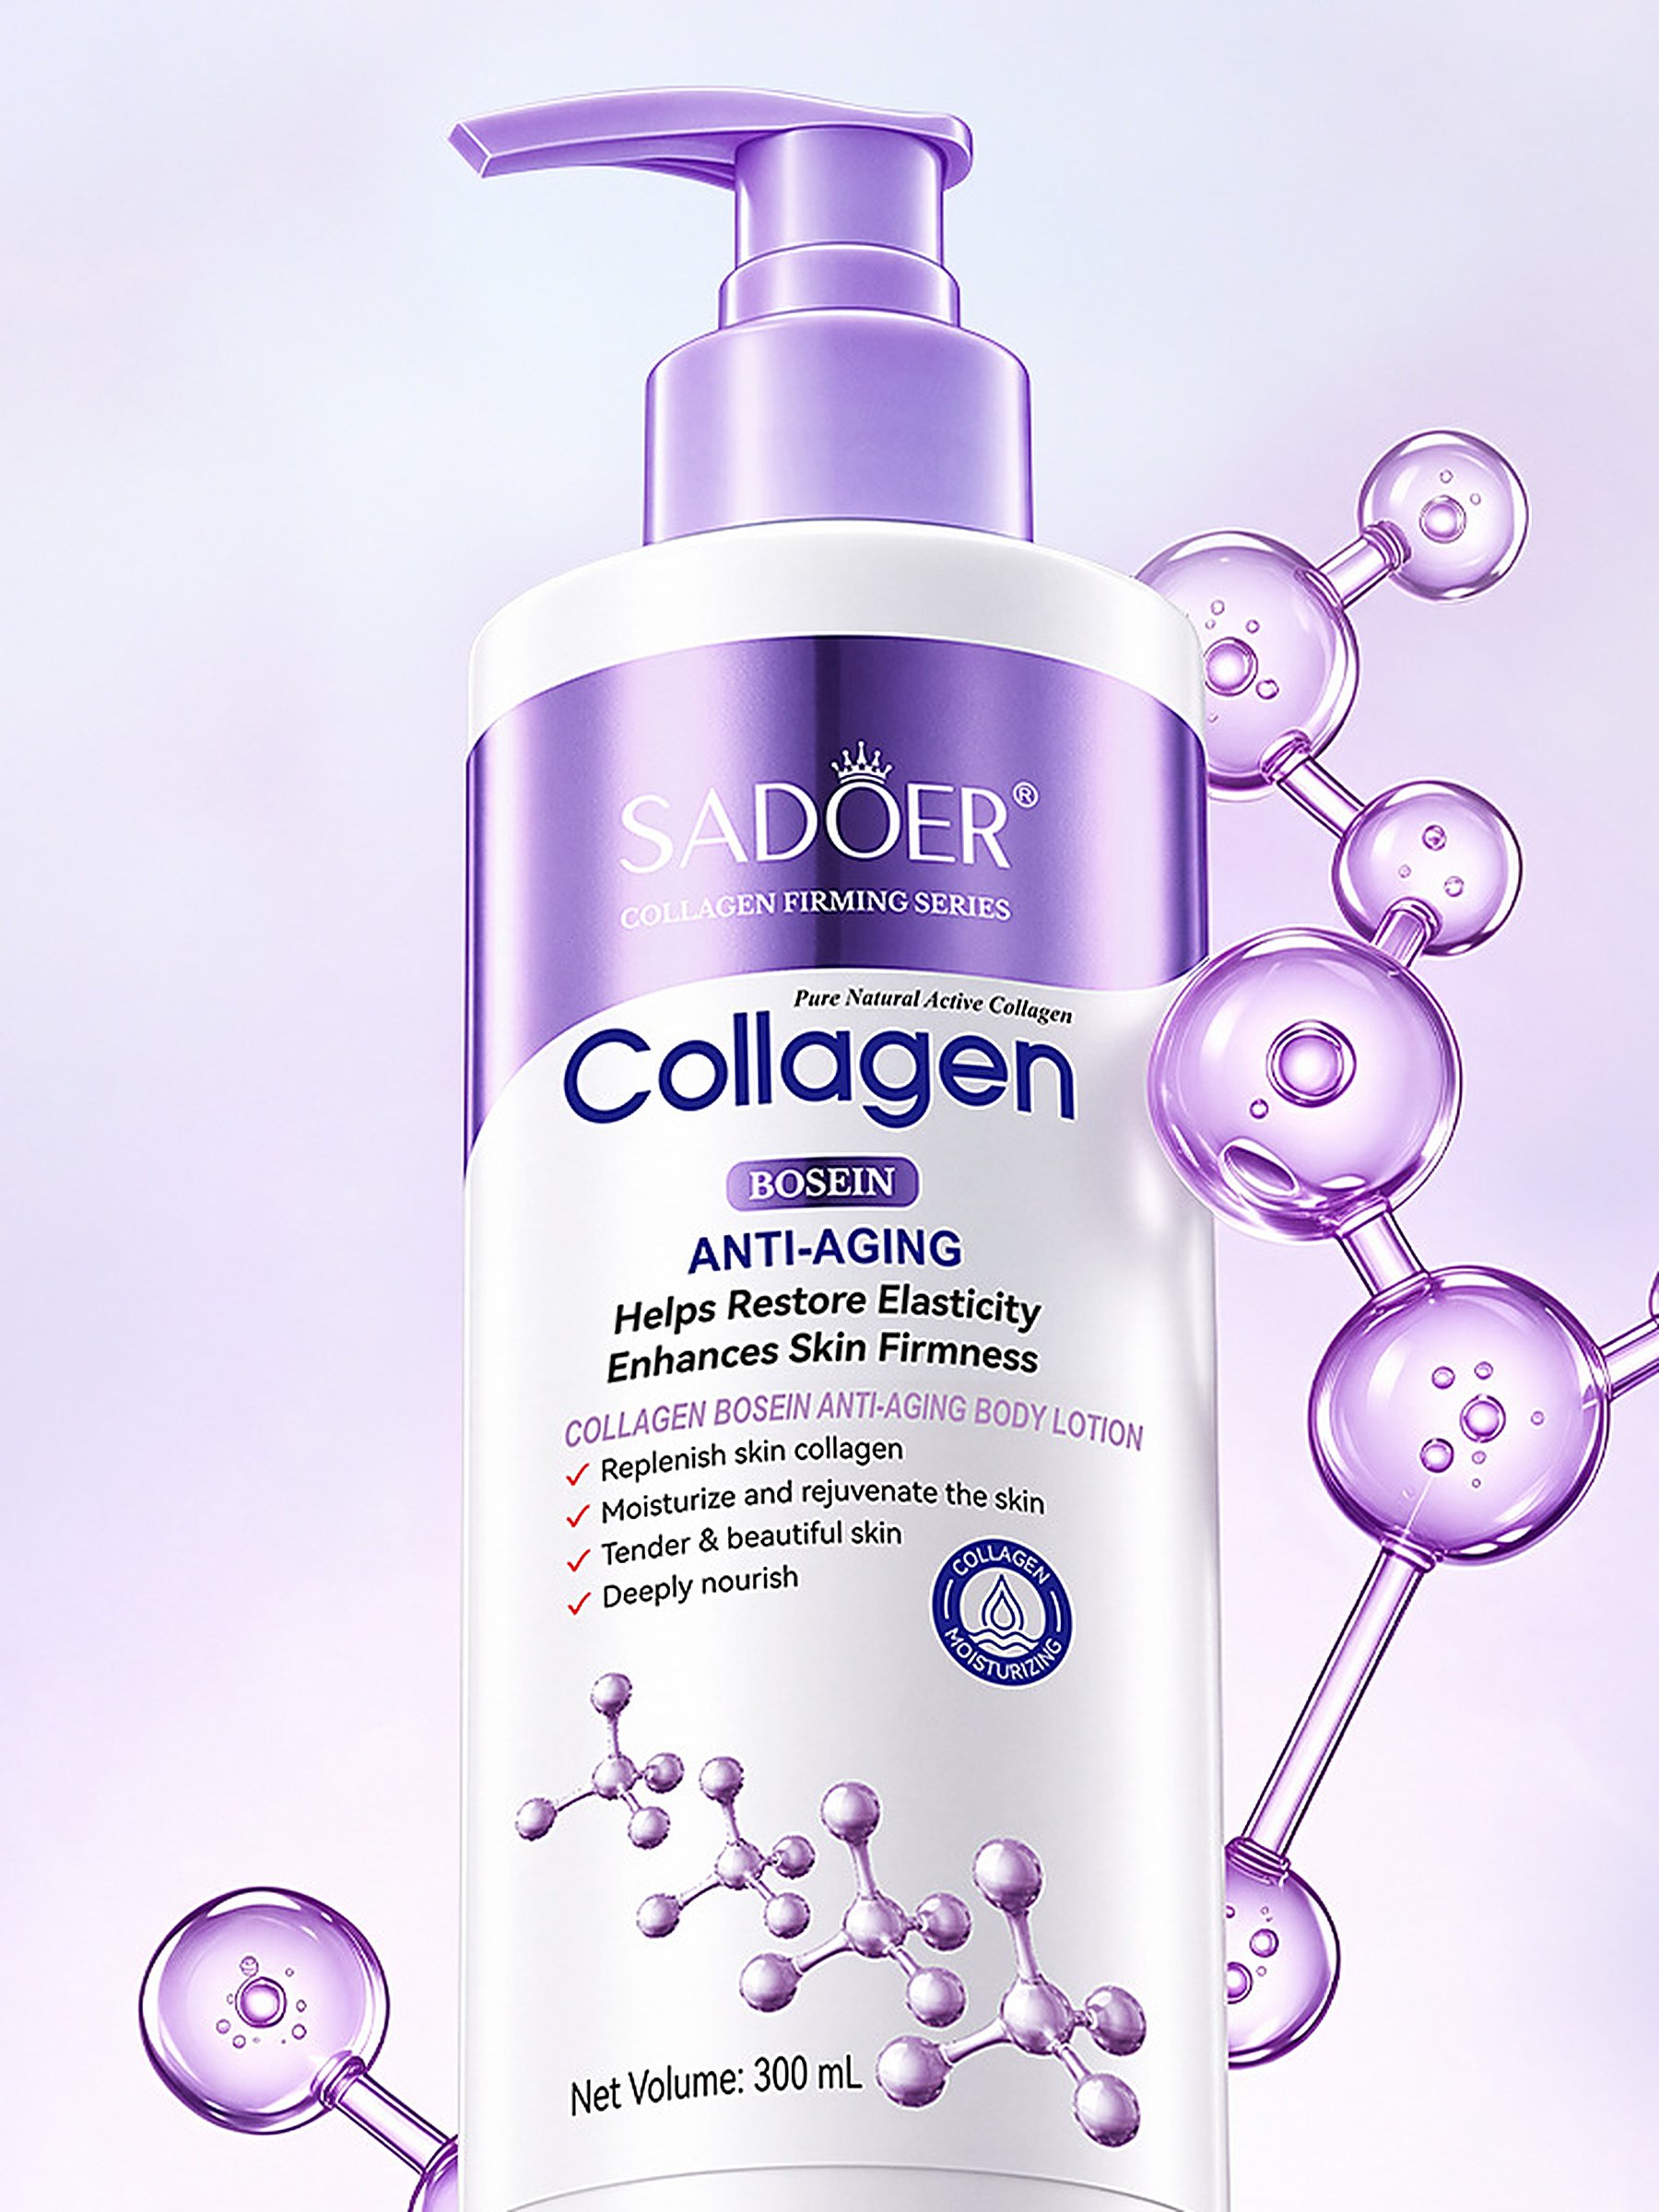 SADOER®
COLLAGEN FIRMING SERIES
Pure Natural Active Collagen
Collagen
BOSEIN
ANTI-AGING
Helps Restore Elasticity
Enhances Skin Firmness
COLLAGEN BOSEIN ANTI-AGING BODY LOTION
✓ Replenish skin collagen
✓ Moisturize and rejuvenate the skin
✓ Tender & beautiful skin
✓ Deeply nourish
COLLAGEN
MOISTURIZING
Net Volume: 300 mL